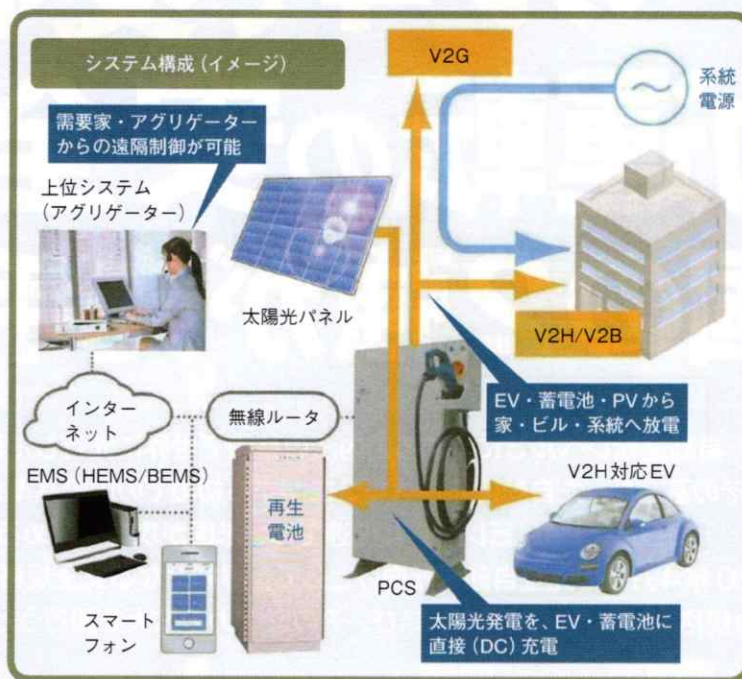 システム構成(イメージ)
V2G
系統
電源
需要家・アグリゲーター
からの遠隔制御が可能
上位システム
(アグリゲーター)
太陽光パネル
V2H/V2B
EV・蓄電池・PVから
家・ビル・系統へ放電
インター
ネット
無線ルータ
EMS(HEMS/BEMS)
再生
電池
V2H対応EV
PCS
スマート
フォン
太陽光発電を、EV・蓄電池に
直接(DC)充電